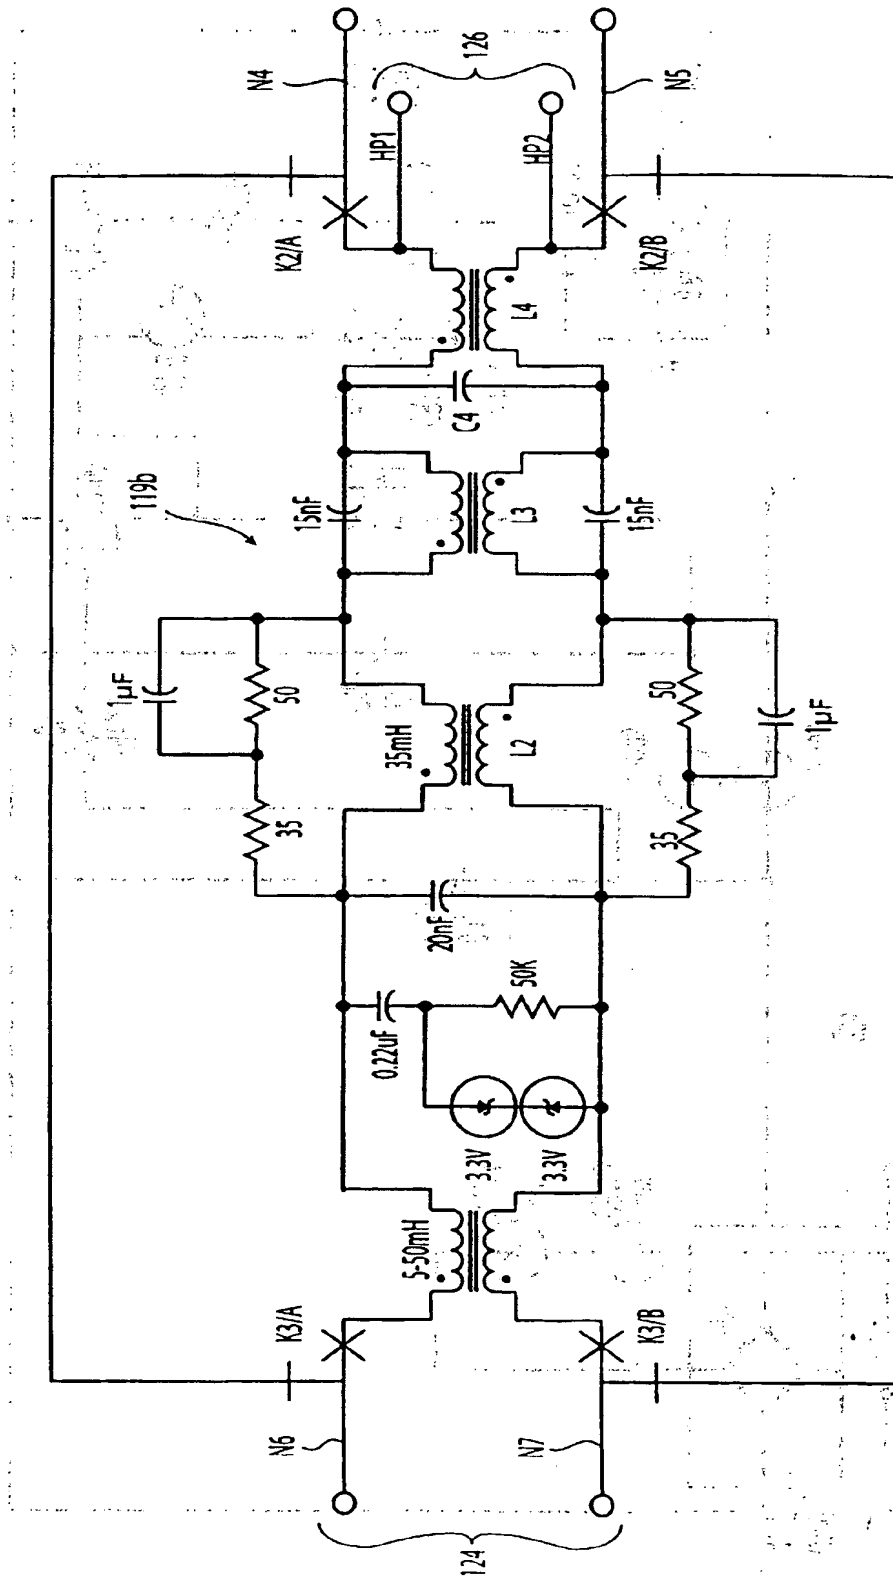 N4
HP1
126
HP2
N5
K2/A
K2/B
L4
C4
119b
15nF
L3
15nF
1µF
50
35
35mH
L2
50
35
1µF
20nF
0.22uF
50K
3.3V
3.3V
5-50mH
K3/A
K3/B
N6
N7
124